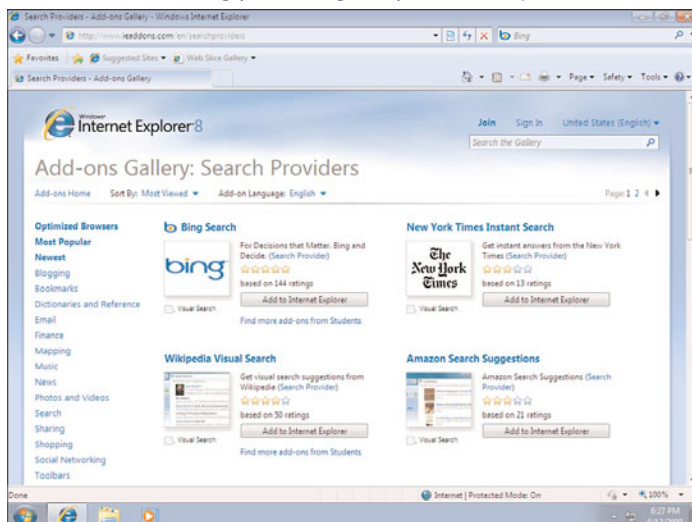 Search Providers - Add-ons Gallery - Windows Internet Explorer
http://www.ieaddons.com/en/searchproviders
Bing
Favorites Suggested Sites Web Slice Gallery
Search Providers - Add-ons Gallery
Page Safety Tools
Windows
Internet Explorer 8
Join Sign In United States (English)
Search the Gallery
Add-ons Gallery: Search Providers
Add-ons Home Sort By: Most Viewed Add-on Language: English Page: 1 2
Optimized Browsers
Most Popular
Newest
Blogging
Bookmarks
Dictionaries and Reference
Email
Finance
Mapping
Music
News
Photos and Videos
Search
Sharing
Shopping
Social Networking
Toolbars
Bing Search
bing
For Decisions that Matter. Bing and
Decide. (Search Provider)
based on 144 ratings
Add to Internet Explorer
Visual Search
Find more add-ons from Students
New York Times Instant Search
The
New York
Times
Get instant answers from the New York
Times (Search Provider)
based on 13 ratings
Add to Internet Explorer
Visual Search
Wikipedia Visual Search
Get visual search suggestions from
Wikipedia (Search Provider)
based on 50 ratings
Add to Internet Explorer
Visual Search
Find more add-ons from Students
Amazon Search Suggestions
Amazon Search Suggestions (Search
Provider)
based on 21 ratings
Add to Internet Explorer
Visual Search
Done
Internet | Protected Mode: On
100%
6:27 PM